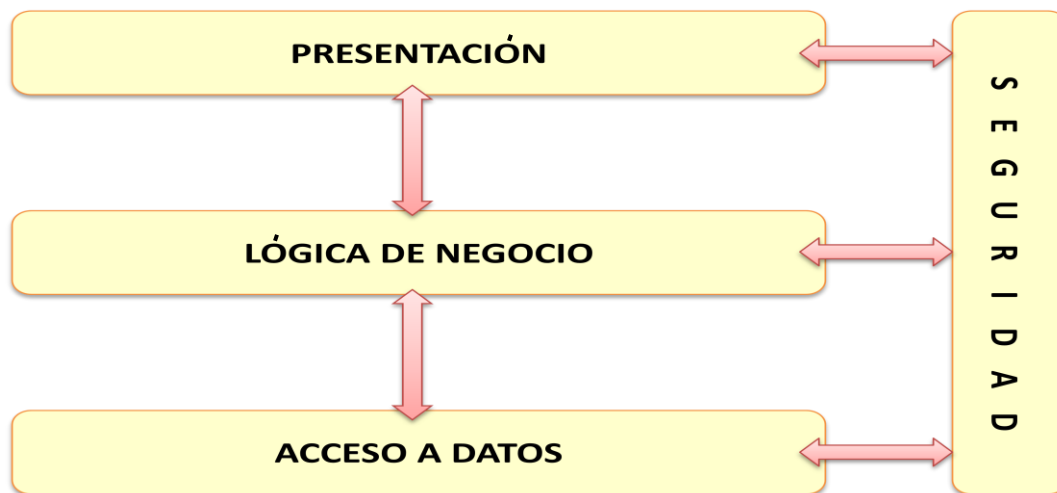 PRESENTACIÓN
LÓGICA DE NEGOCIO
ACCESO A DATOS
SEGURIDAD